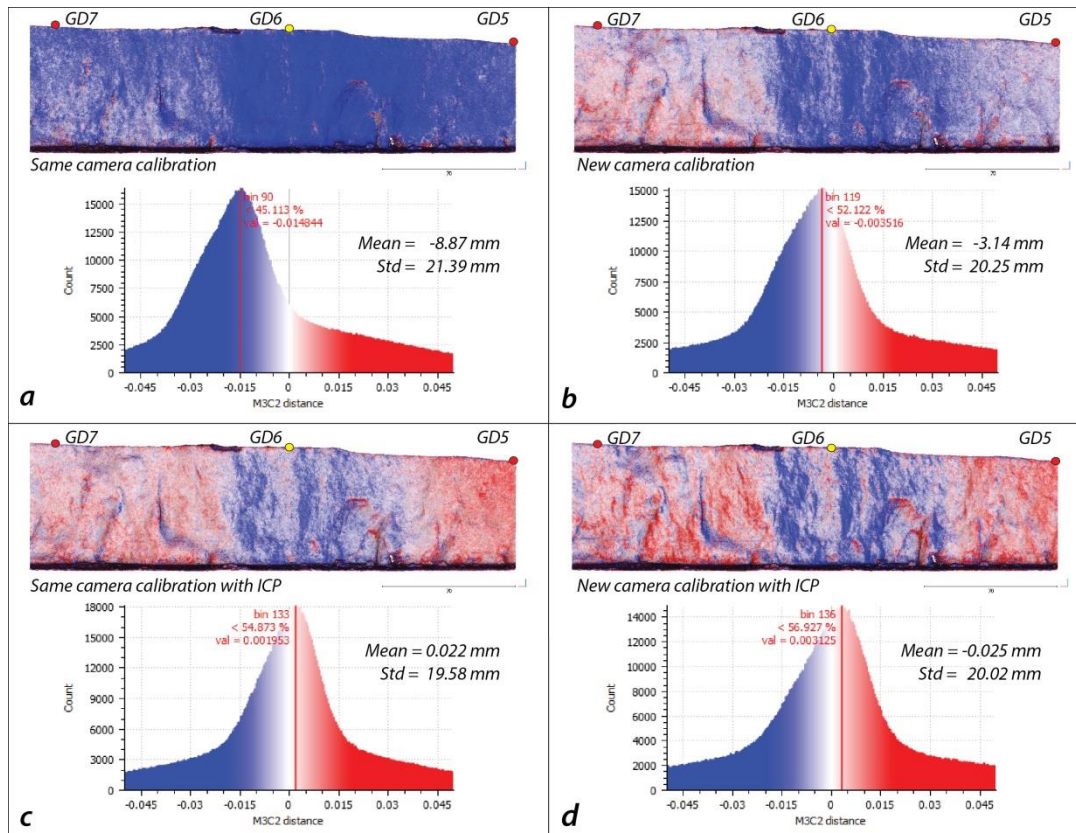 GD7 GD6 GD5
70
Same camera calibration
bin 90
< 45.113 %
val = -0.014844
Mean = -8.87 mm
Std = 21.39 mm
Count
15000
12500
10000
7500
5000
2500
0
-0.045 -0.03 -0.015 0 0.015 0.03 0.045
M3C2 distance
a
GD7 GD6 GD5
70
New camera calibration
bin 119
< 52.122 %
val = -0.003516
Mean = -3.14 mm
Std = 20.25 mm
Count
15000
12500
10000
7500
5000
2500
0
-0.045 -0.03 -0.015 0 0.015 0.03 0.045
M3C2 distance
b
GD7 GD6 GD5
70
Same camera calibration with ICP
bin 133
< 54.873 %
val = 0.001953
Mean = 0.022 mm
Std = 19.58 mm
Count
18000
15000
12000
9000
6000
3000
0
-0.045 -0.03 -0.015 0 0.015 0.03 0.045
M3C2 distance
c
GD7 GD6 GD5
70
New camera calibration with ICP
bin 136
< 56.927 %
val = 0.003125
Mean = -0.025 mm
Std = 20.02 mm
Count
14000
12000
10000
8000
6000
4000
2000
0
-0.045 -0.03 -0.015 0 0.015 0.03 0.045
M3C2 distance
d